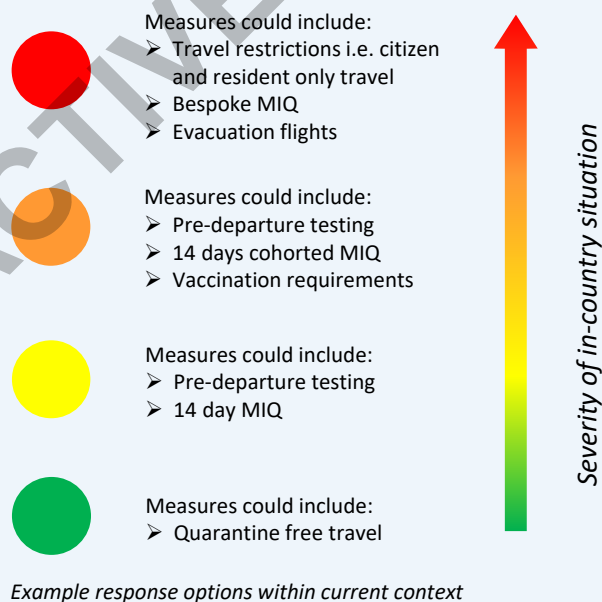 Measures could include:
➢ Travel restrictions i.e. citizen
and resident only travel
➢ Bespoke MIQ
➢ Evacuation flights
Measures could include:
➢ Pre-departure testing
➢ 14 days cohorted MIQ
➢ Vaccination requirements
Measures could include:
➢ Pre-departure testing
➢ 14 day MIQ
Measures could include:
➢ Quarantine free travel
Severity of in-country situation
Example response options within current context